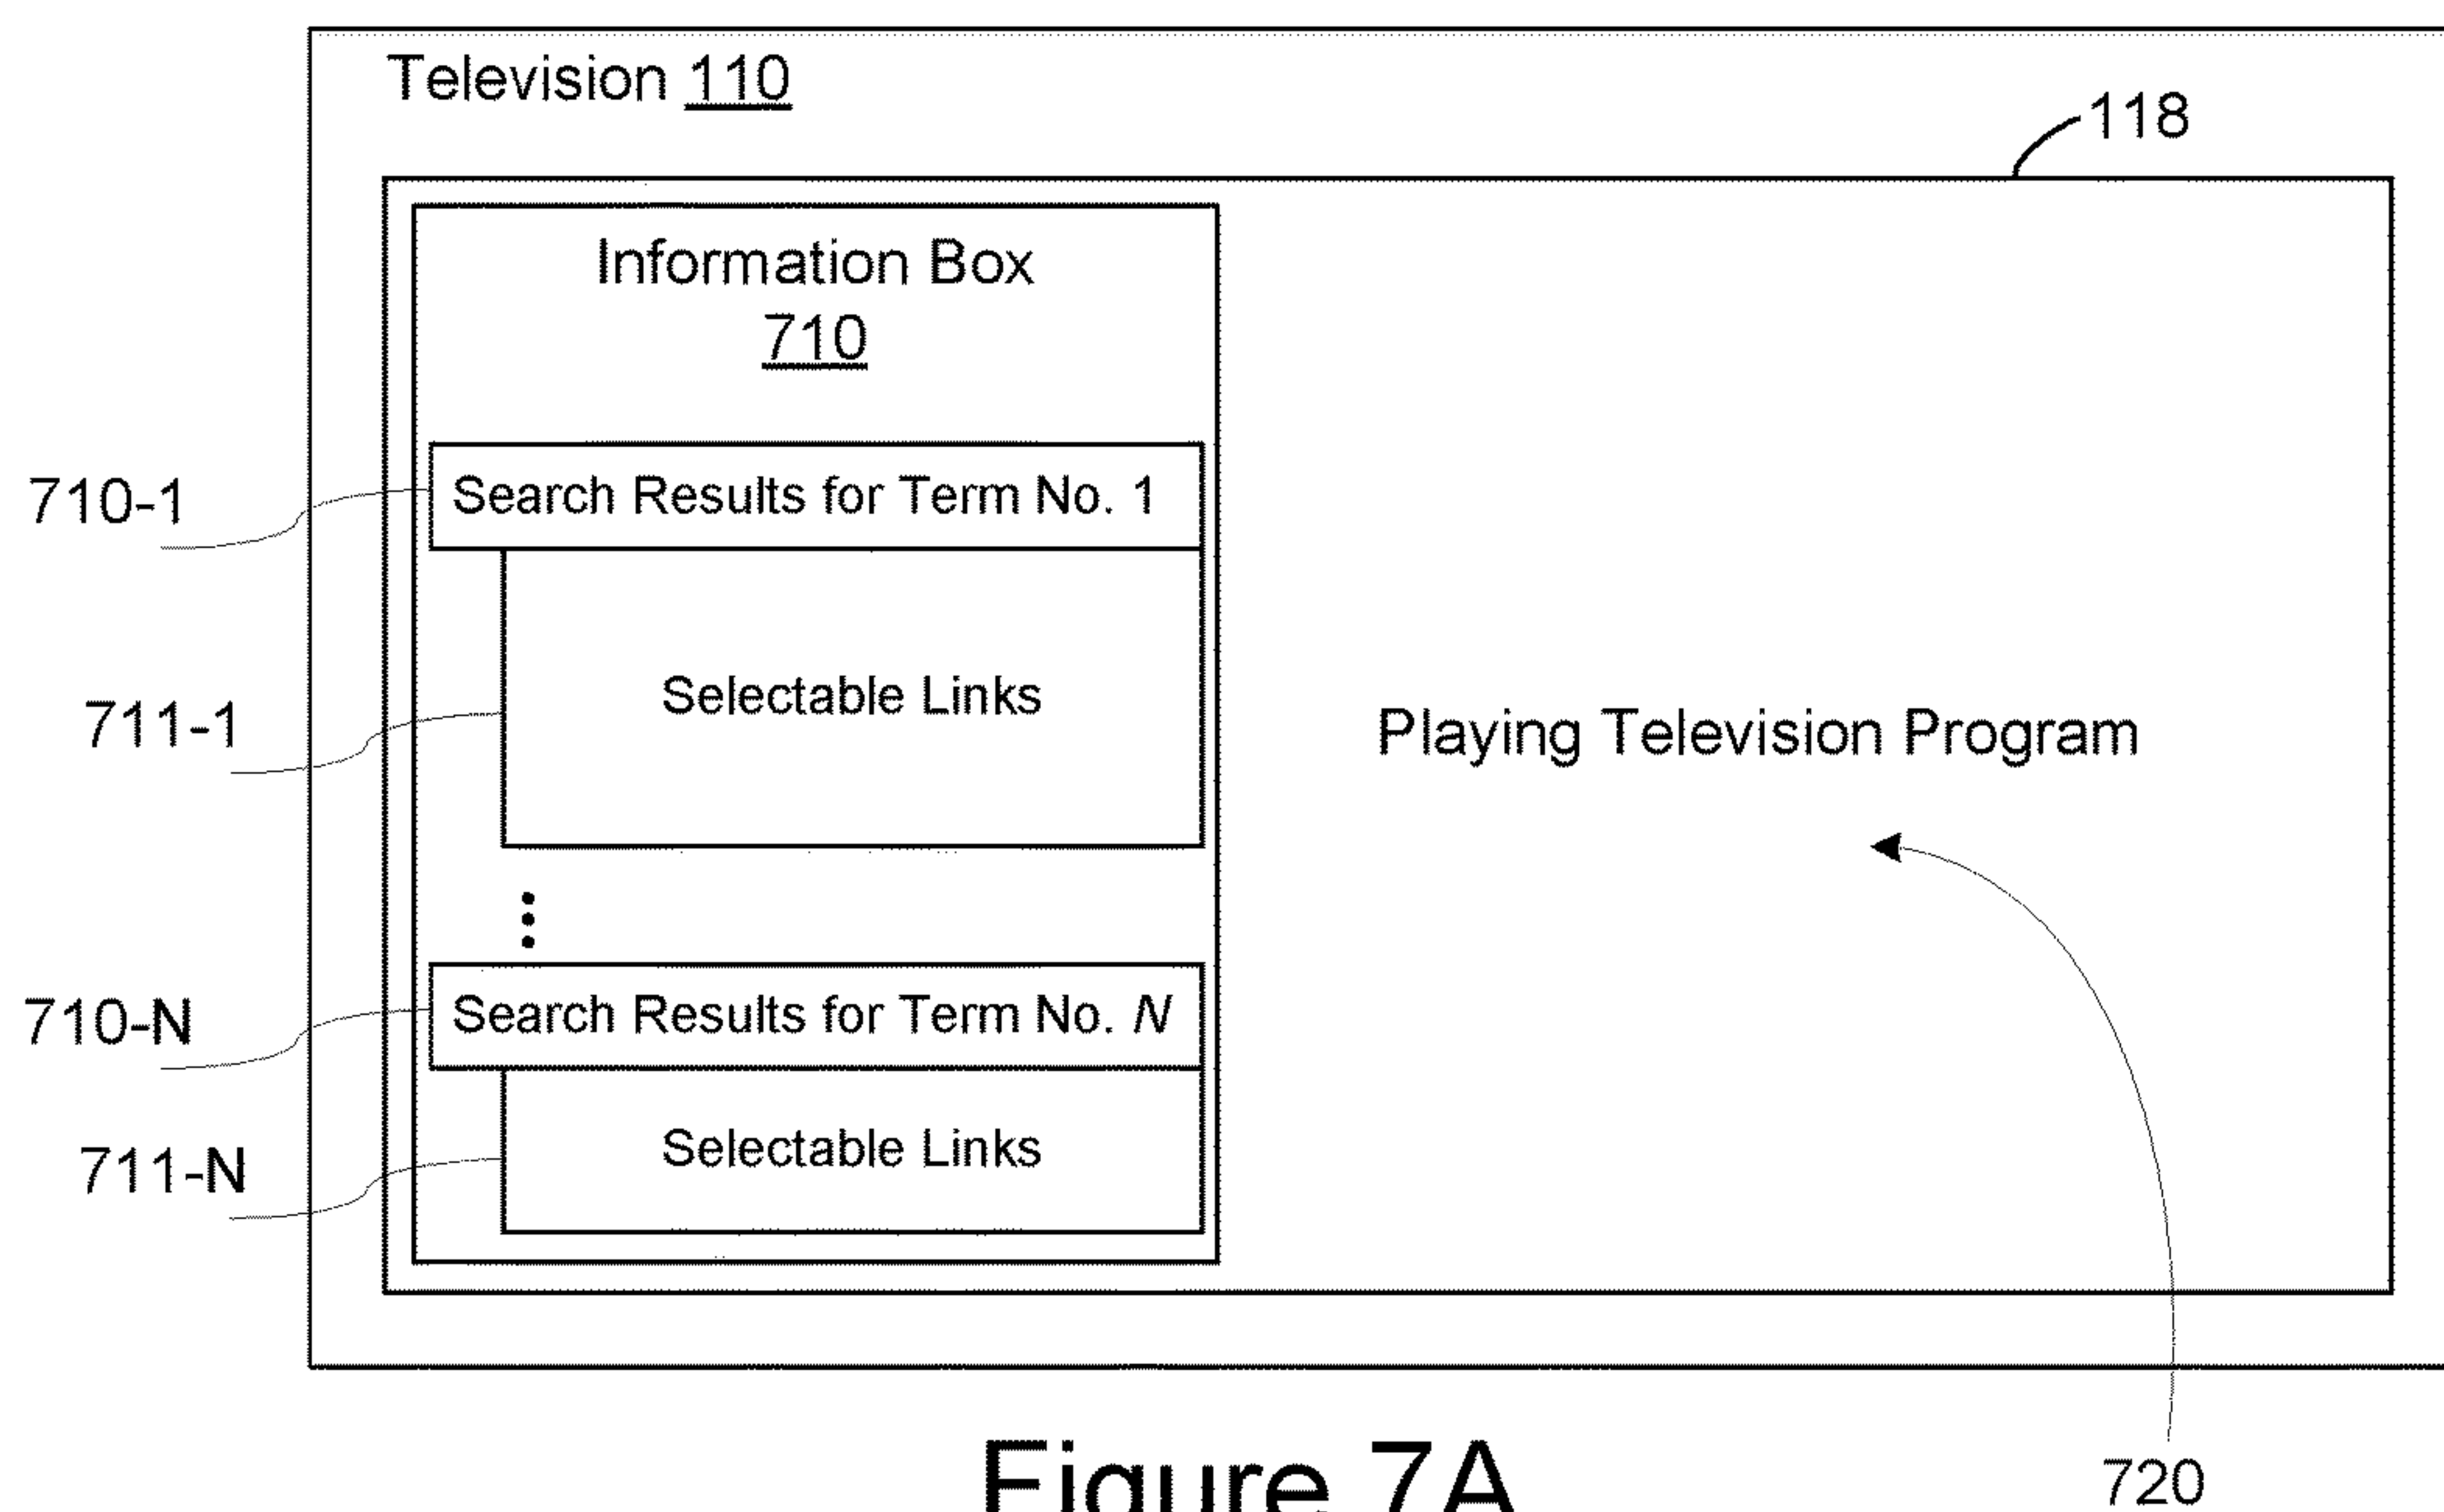 Television 110
118
Information Box
710
710-1
Search Results for Term No. 1
711-1
Selectable Links
Playing Television Program
710-N
Search Results for Term No. N
711-N
Selectable Links
Figure 7A
720